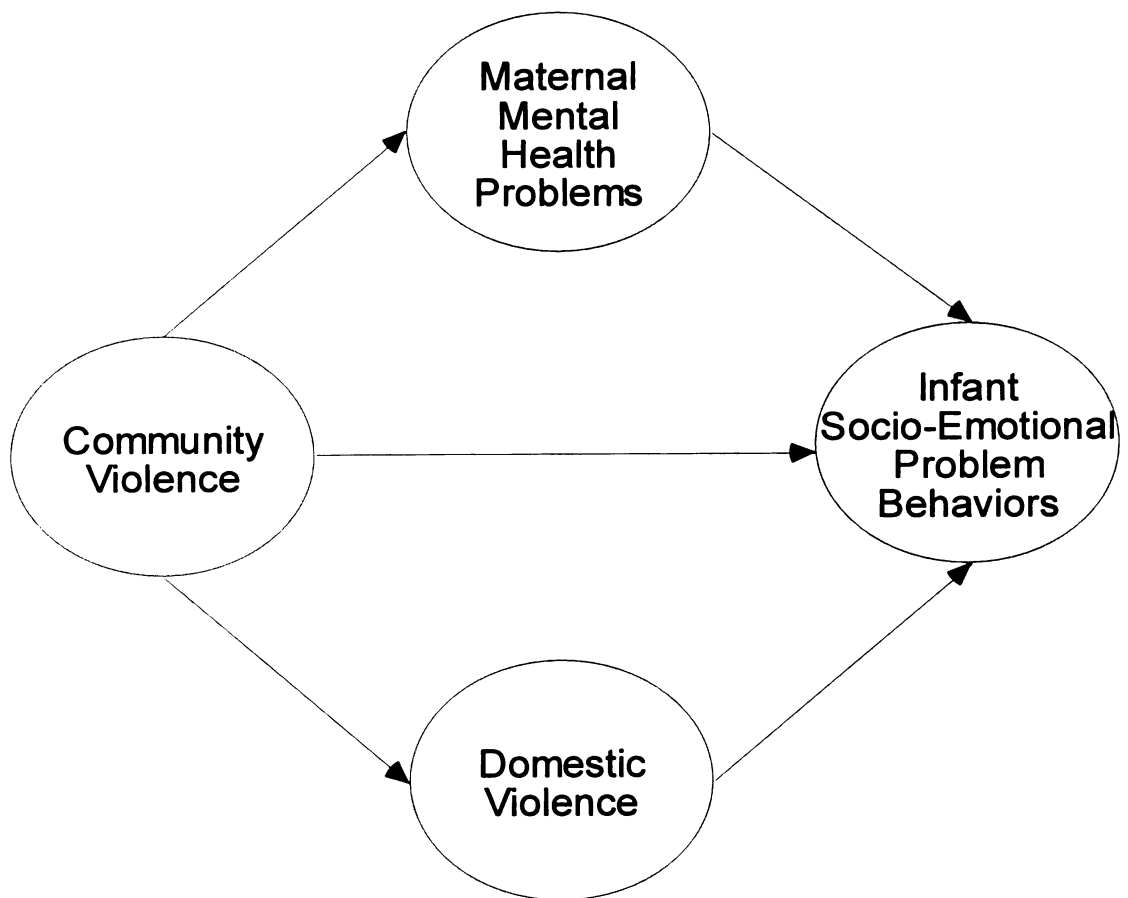 Maternal
Mental
Health
Problems
Community
Violence
Infant
Socio-Emotional
Problem
Behaviors
Domestic
Violence